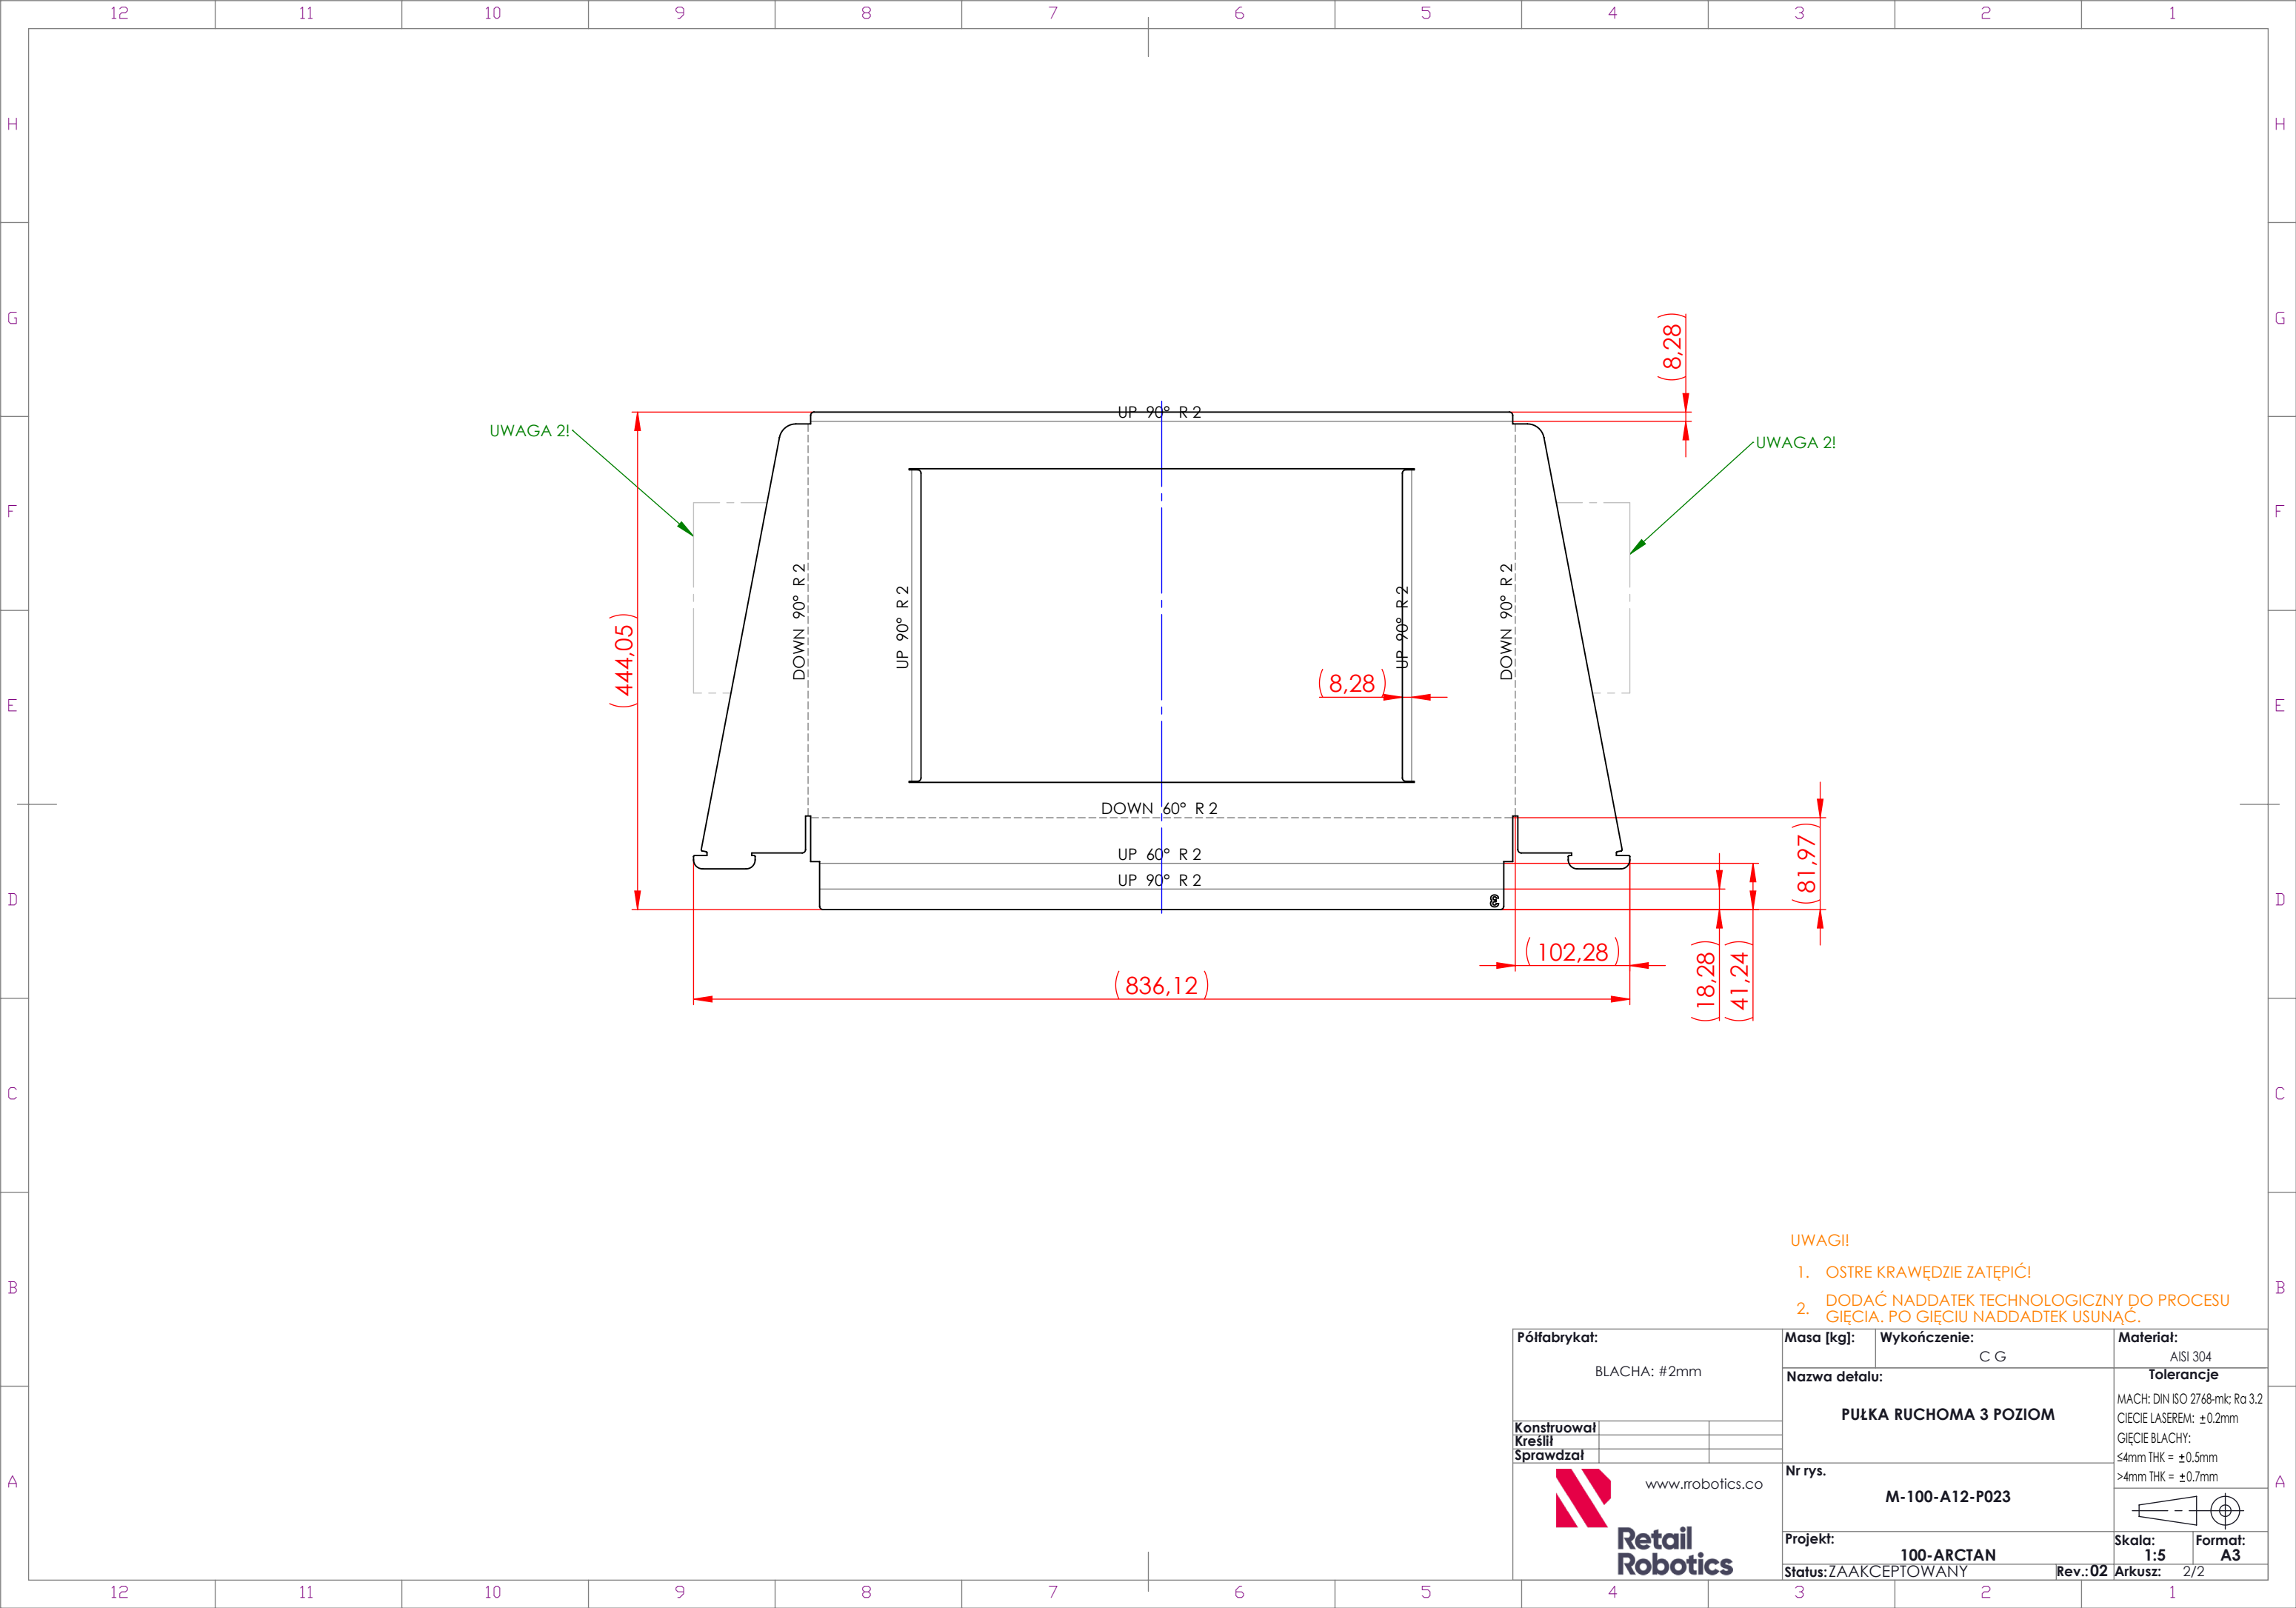 12 11 10 9 8 7 6 5 4 3 2 1
H H
G G
F F
E E
D D
C C
B B
A A
(8,28)
UP 90° R 2
UWAGA 2!
UWAGA 2!
DOWN 90° R 2
UP 90° R 2
UP 90° R 2
DOWN 90° R 2
(444,05)
(8,28)
DOWN 60° R 2
UP 60° R 2
UP 90° R 2
(81,97)
(102,28)
(18,28)
(41,24)
(836,12)
UWAGI!
1. OSTRE KRAWĘDZIE ZATĘPIĆ!
2. DODAĆ NADDATEK TECHNOLOGICZNY DO PROCESU
GIĘCIA. PO GIĘCIU NADDADTEK USUNĄĆ.
Półfabrykat:
BLACHA: #2mm
Masa [kg]:
Wykończenie:
C G
Materiał:
AISI 304
Nazwa detalu:
PUŁKA RUCHOMA 3 POZIOM
Tolerancje
MACH: DIN ISO 2768-mk; Ra 3.2
CIECIE LASEREM: ±0.2mm
GIĘCIE BLACHY:
≤4mm THK = ±0.5mm
>4mm THK = ±0.7mm
Konstruował
Kreślił
Sprawdzał
www.rrobotics.co
Retail
Robotics
Nr rys.
M-100-A12-P023
Projekt:
100-ARCTAN
Skala:
1:5
Format:
A3
Status: ZAAKCEPTOWANY
Rev.: 02
Arkusz: 2/2
12 11 10 9 8 7 6 5 4 3 2 1